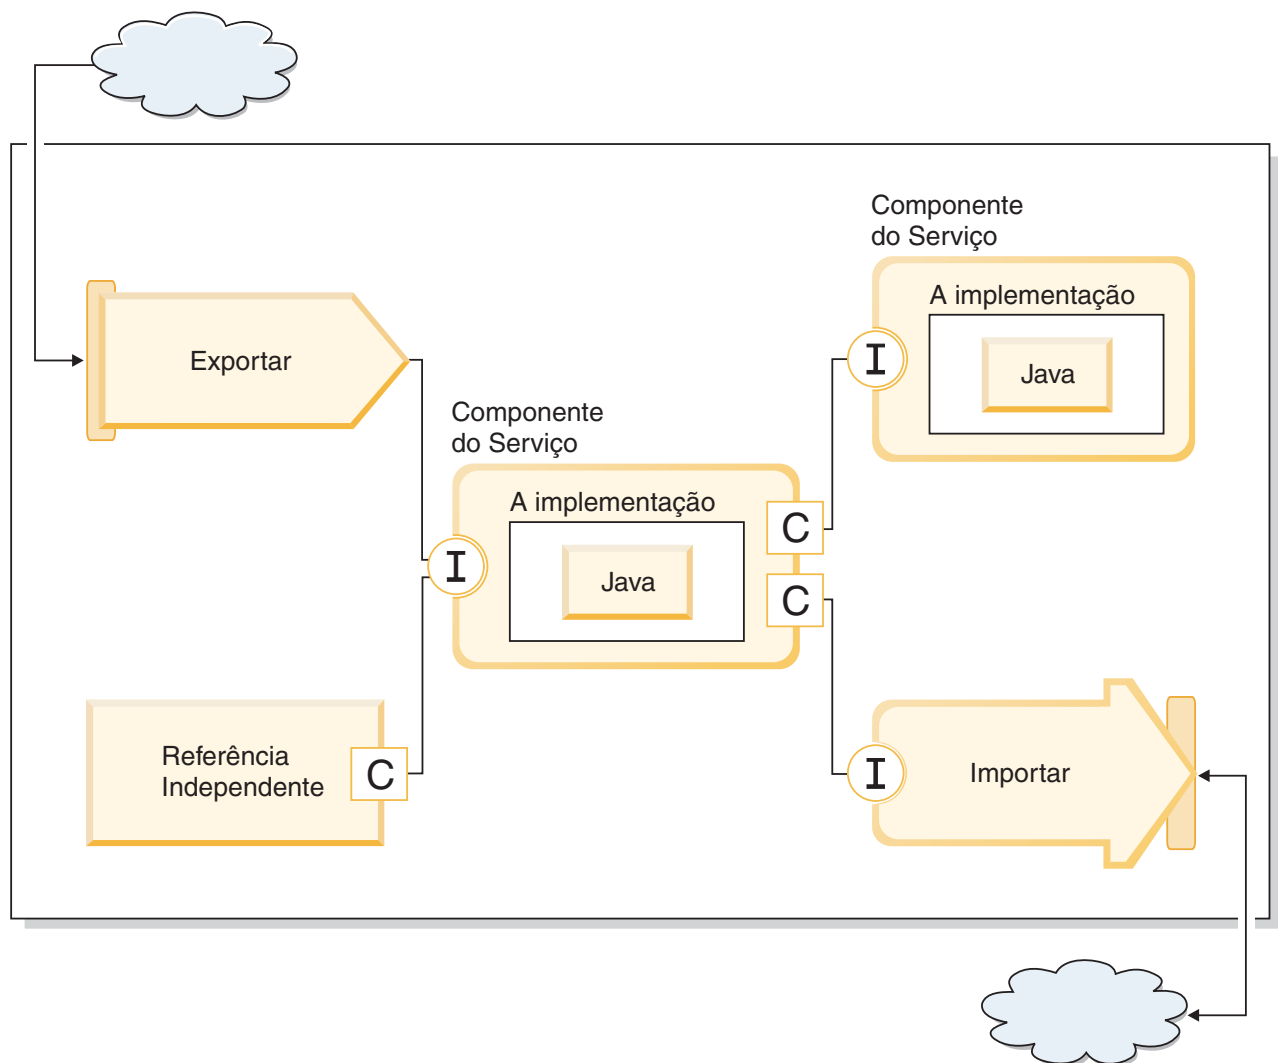 Componente
do Serviço
A implementação
I
Java
Exportar
Componente
do Serviço
A implementação
C
I
Java
C
Referência
Independente
C
I
Importar